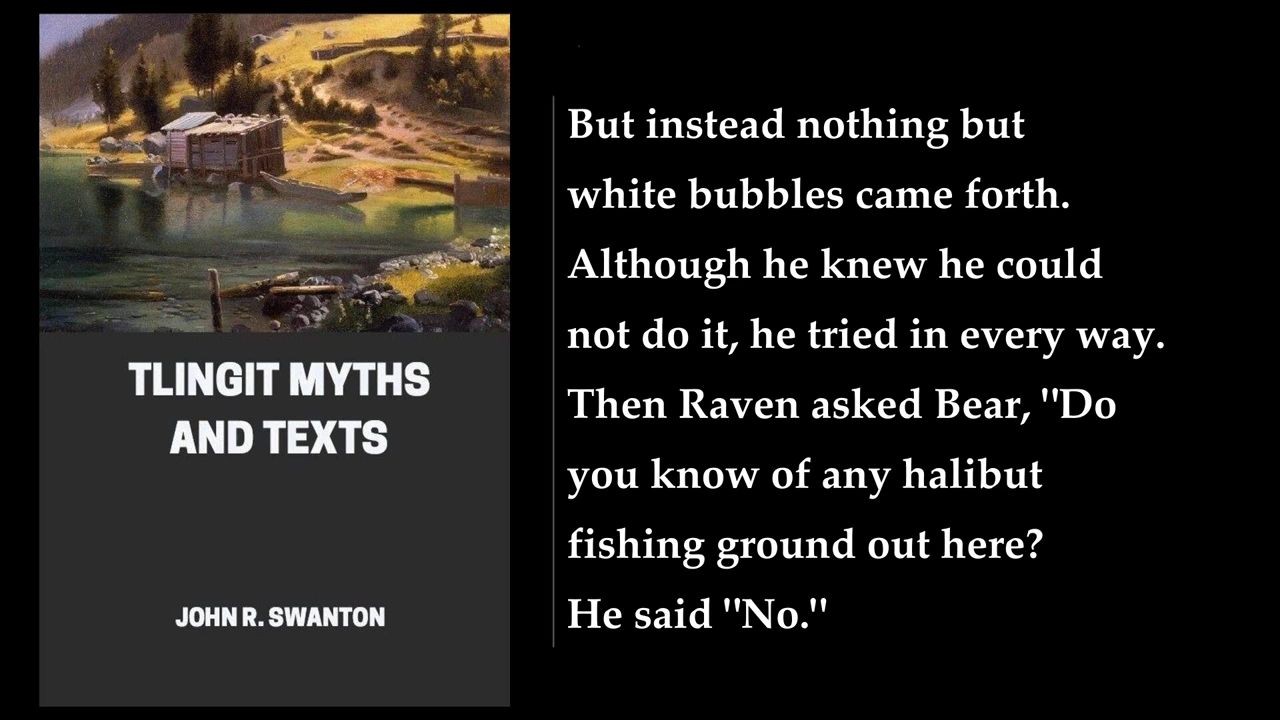 TLINGIT MYTHS
AND TEXTS
JOHN R. SWANTON
But instead nothing but
white bubbles came forth.
Although he knew he could
not do it, he tried in every way.
Then Raven asked Bear, "Do
you know of any halibut
fishing ground out here?
He said "No."